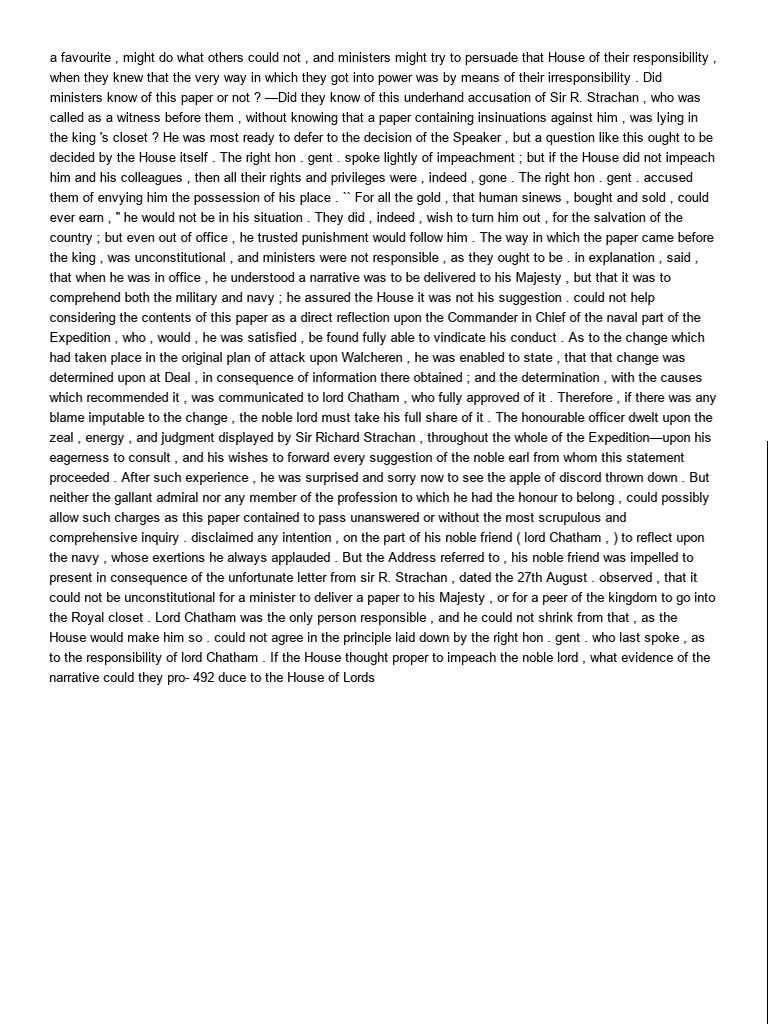 a favourite , might do what others could not , and ministers might try to persuade that House of their responsibility ,
when they knew that the very way in which they got into power was by means of their irresponsibility . Did
ministers know of this paper or not ? —Did they know of this underhand accusation of Sir R. Strachan , who was
called as a witness before them , without knowing that a paper containing insinuations against him , was lying in
the king 's closet ? He was most ready to defer to the decision of the Speaker , but a question like this ought to be
decided by the House itself . The right hon . gent . spoke lightly of impeachment ; but if the House did not impeach
him and his colleagues , then all their rights and privileges were , indeed , gone . The right hon . gent . accused
them of envying him the possession of his place . `` For all the gold , that human sinews , bought and sold , could
ever earn , " he would not be in his situation . They did , indeed , wish to turn him out , for the salvation of the
country ; but even out of office , he trusted punishment would follow him . The way in which the paper came before
the king , was unconstitutional , and ministers were not responsible , as they ought to be . in explanation , said ,
that when he was in office , he understood a narrative was to be delivered to his Majesty , but that it was to
comprehend both the military and navy ; he assured the House it was not his suggestion . could not help
considering the contents of this paper as a direct reflection upon the Commander in Chief of the naval part of the
Expedition , who , would , he was satisfied , be found fully able to vindicate his conduct . As to the change which
had taken place in the original plan of attack upon Walcheren , he was enabled to state , that that change was
determined upon at Deal , in consequence of information there obtained ; and the determination , with the causes
which recommended it , was communicated to lord Chatham , who fully approved of it . Therefore , if there was any
blame imputable to the change , the noble lord must take his full share of it . The honourable officer dwelt upon the
zeal , energy , and judgment displayed by Sir Richard Strachan , throughout the whole of the Expedition—upon his
eagerness to consult , and his wishes to forward every suggestion of the noble earl from whom this statement
proceeded . After such experience , he was surprised and sorry now to see the apple of discord thrown down . But
neither the gallant admiral nor any member of the profession to which he had the honour to belong , could possibly
allow such charges as this paper contained to pass unanswered or without the most scrupulous and
comprehensive inquiry . disclaimed any intention , on the part of his noble friend ( lord Chatham , ) to reflect upon
the navy , whose exertions he always applauded . But the Address referred to , his noble friend was impelled to
present in consequence of the unfortunate letter from sir R. Strachan , dated the 27th August . observed , that it
could not be unconstitutional for a minister to deliver a paper to his Majesty , or for a peer of the kingdom to go into
the Royal closet . Lord Chatham was the only person responsible , and he could not shrink from that , as the
House would make him so . could not agree in the principle laid down by the right hon . gent . who last spoke , as
to the responsibility of lord Chatham . If the House thought proper to impeach the noble lord , what evidence of the
narrative could they pro- 492 duce to the House of Lords